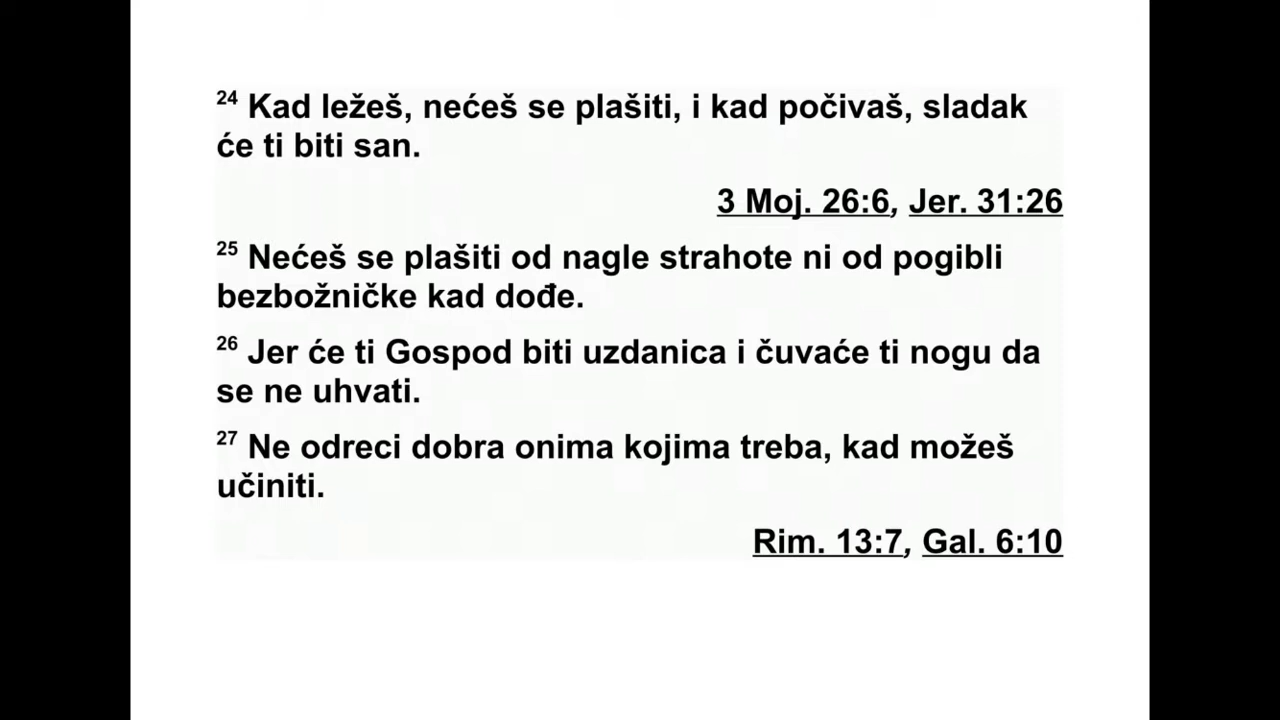 24 Kad ležeš, nećeš se plašiti, i kad počivaš, sladak
će ti biti san.
3 Moj. 26:6, Jer. 31:26
25 Nećeš se plašiti od nagle strahote ni od pogibli
bezbožničke kad dođe.
26 Jer će ti Gospod biti uzdanica i čuvaće ti nogu da
se ne uhvati.
27 Ne odreci dobra onima kojima treba, kad možeš
učiniti.
Rim. 13:7, Gal. 6:10